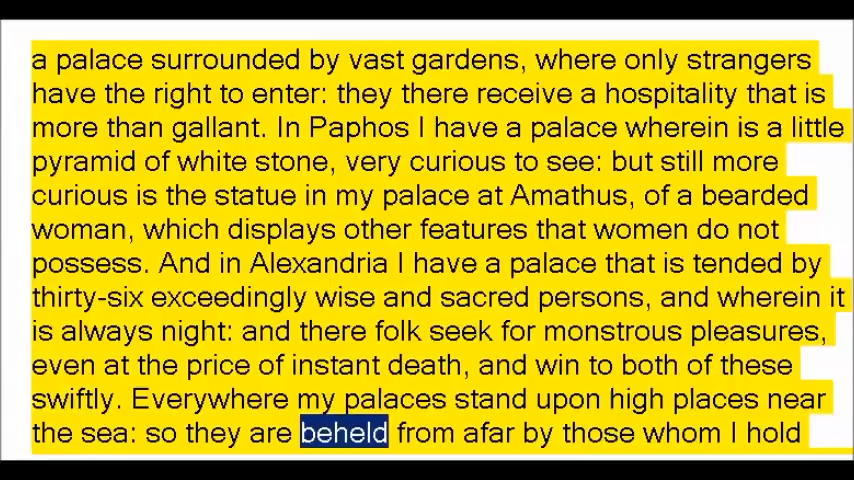 a palace surrounded by vast gardens, where only strangers
have the right to enter: they there receive a hospitality that is
more than gallant. In Paphos I have a palace wherein is a little
pyramid of white stone, very curious to see: but still more
curious is the statue in my palace at Amathus, of a bearded
woman, which displays other features that women do not
possess. And in Alexandria I have a palace that is tended by
thirty-six exceedingly wise and sacred persons, and wherein it
is always night: and there folk seek for monstrous pleasures,
even at the price of instant death, and win to both of these
swiftly. Everywhere my palaces stand upon high places near
the sea: so they are beheld from afar by those whom I hold